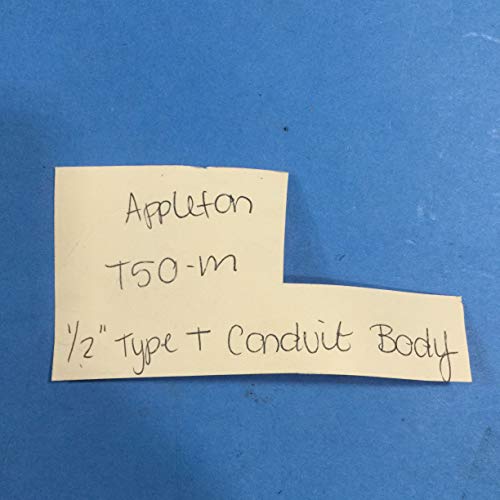 Appleton
T50-m
1/2" Type T Conduit Body